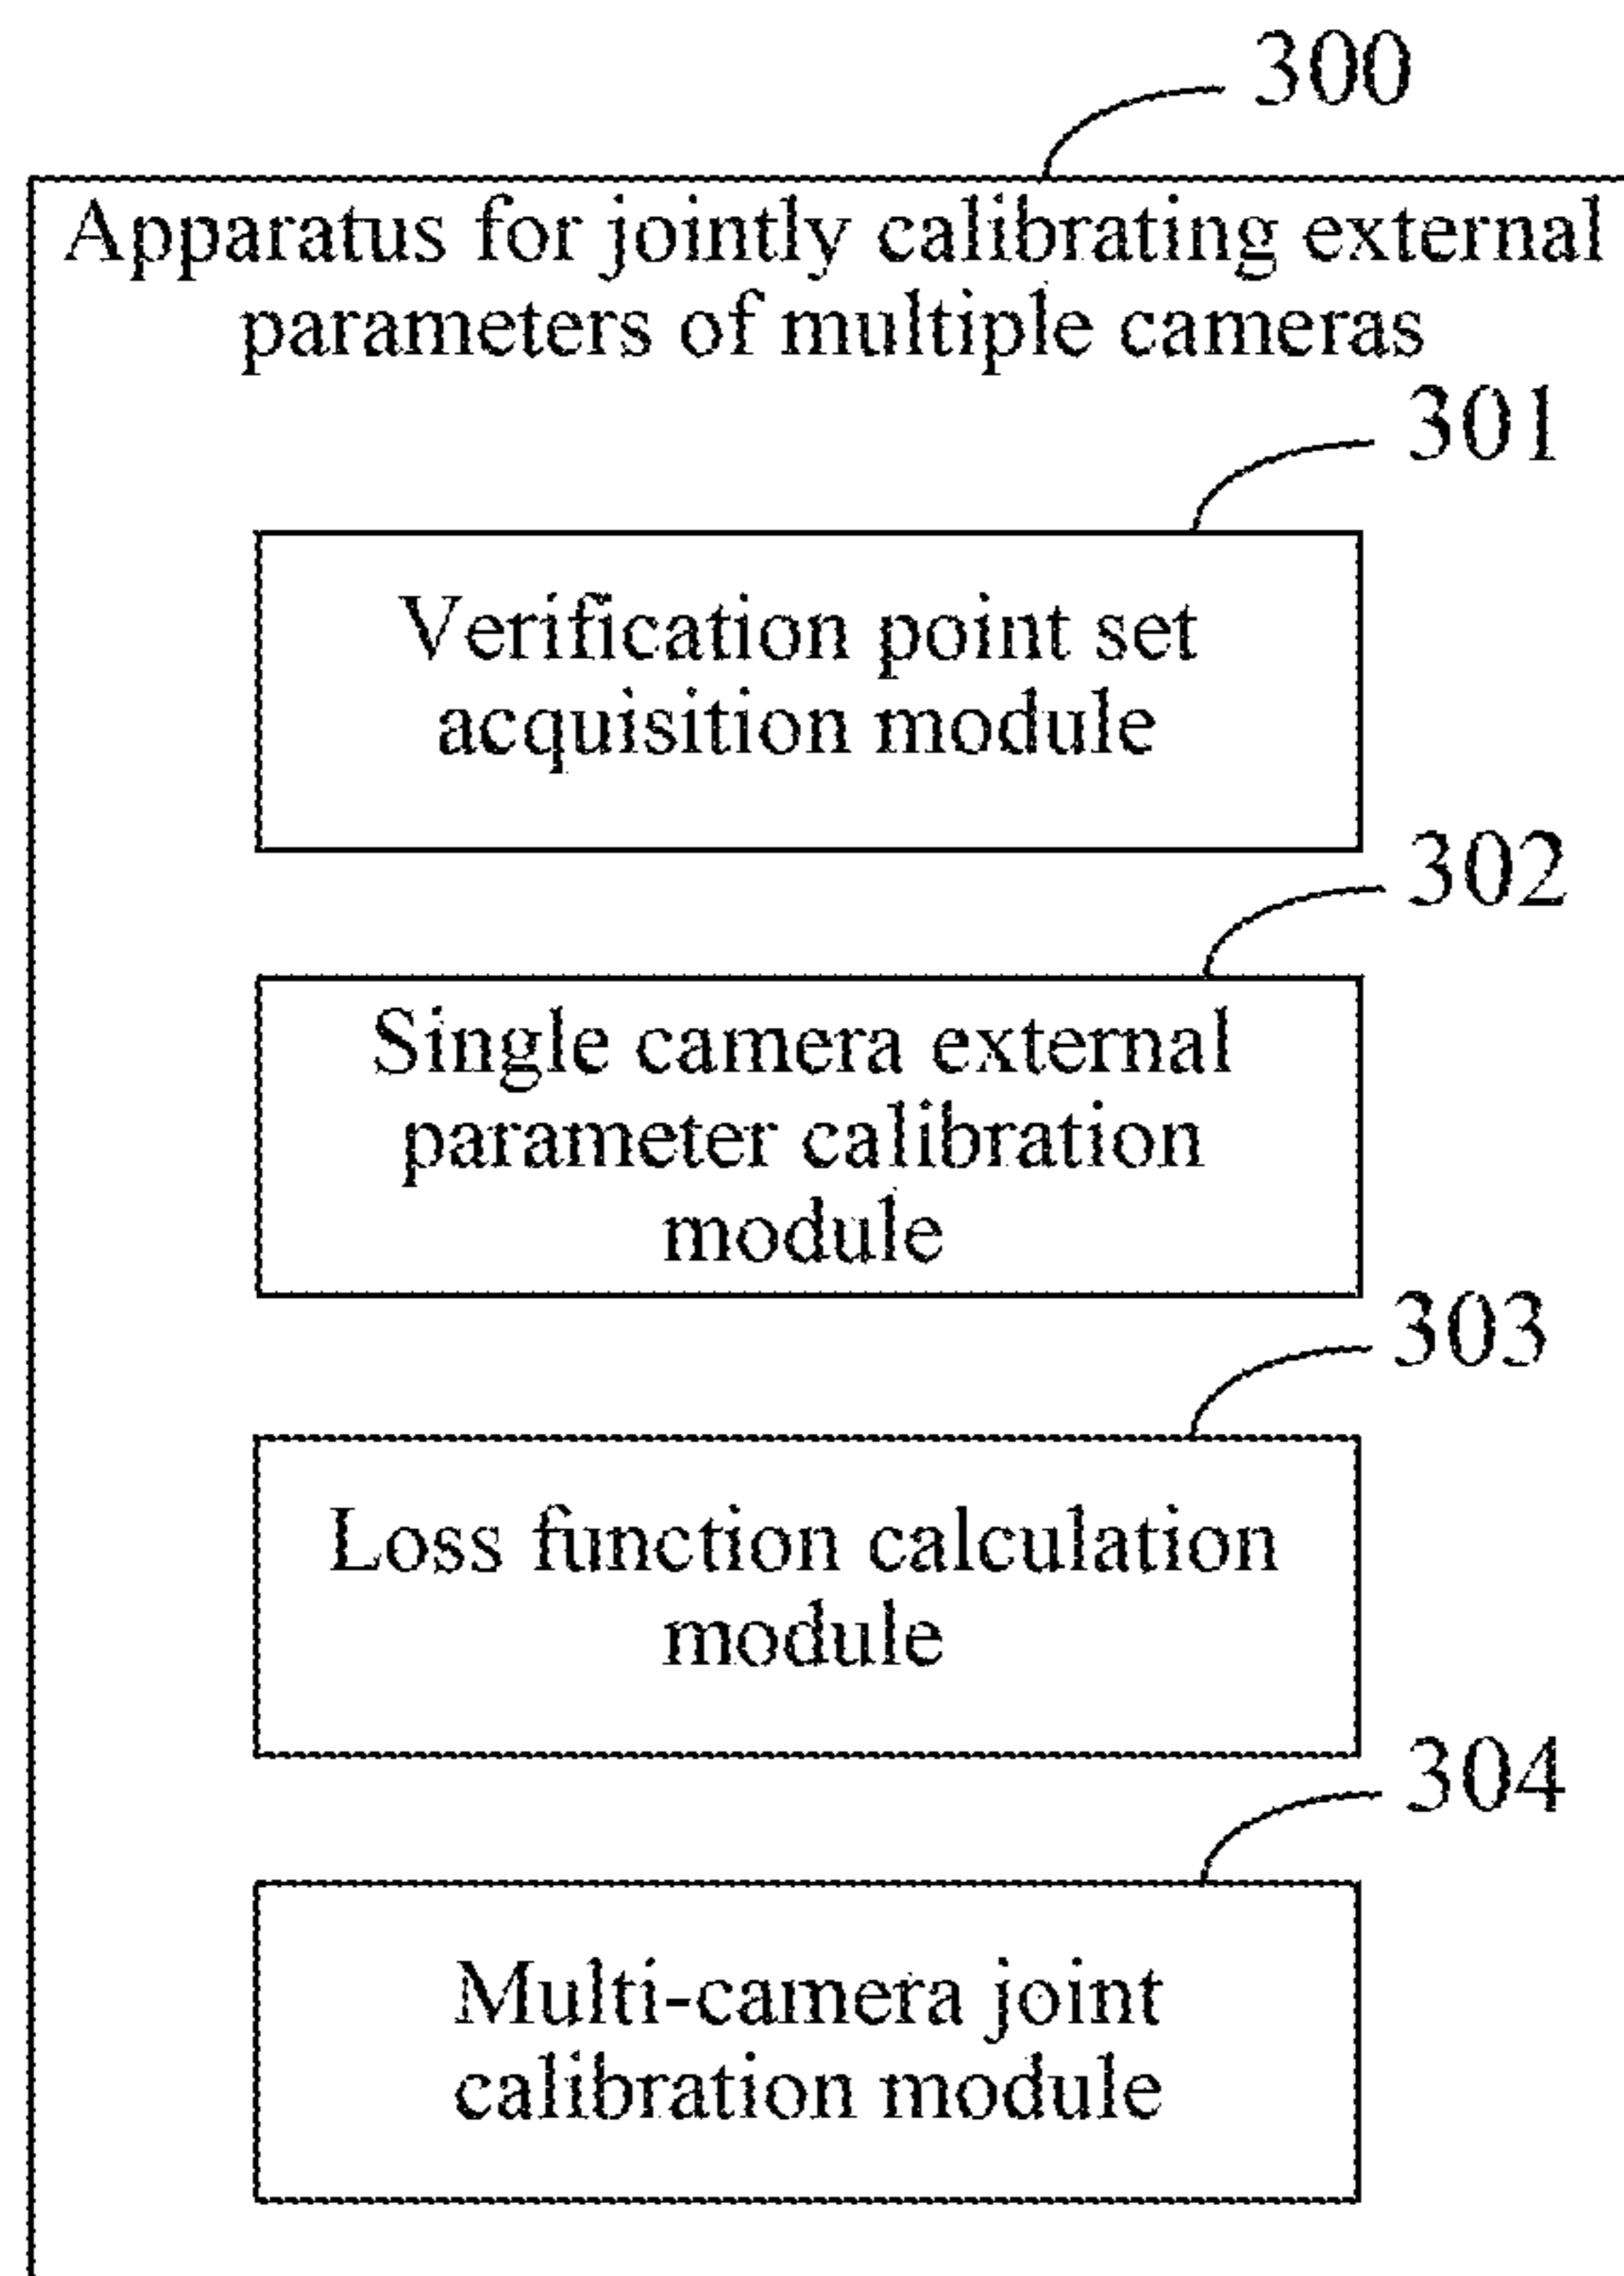 300
Apparatus for jointly calibrating external
parameters of multiple cameras
301
Verification point set
acquisition module
302
Single camera external
parameter calibration
module
303
Loss function calculation
module
304
Multi-camera joint
calibration module